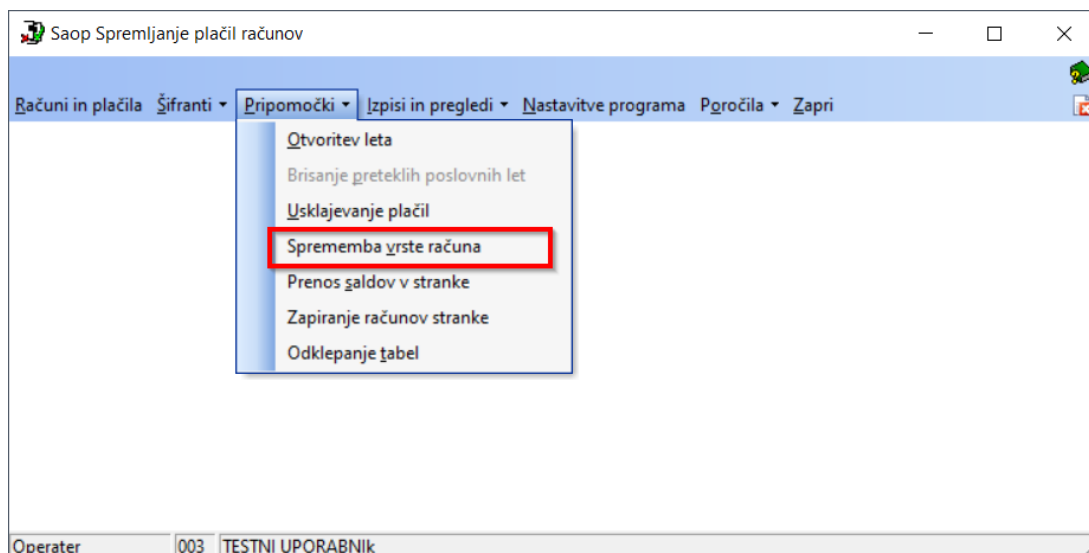 Saop Spremljanje plačil računov
Računi in plačila Šifranti Pripomočki Izpisi in pregledi Nastavitve programa Poročila Zapri
Otvoritev leta
Brisanje preteklih poslovnih let
Usklajevanje plačil
Sprememba vrste računa
Prenos saldov v stranke
Zapiranje računov stranke
Odklepanje tabel
Operater 003 TESTNI UPORABNIk